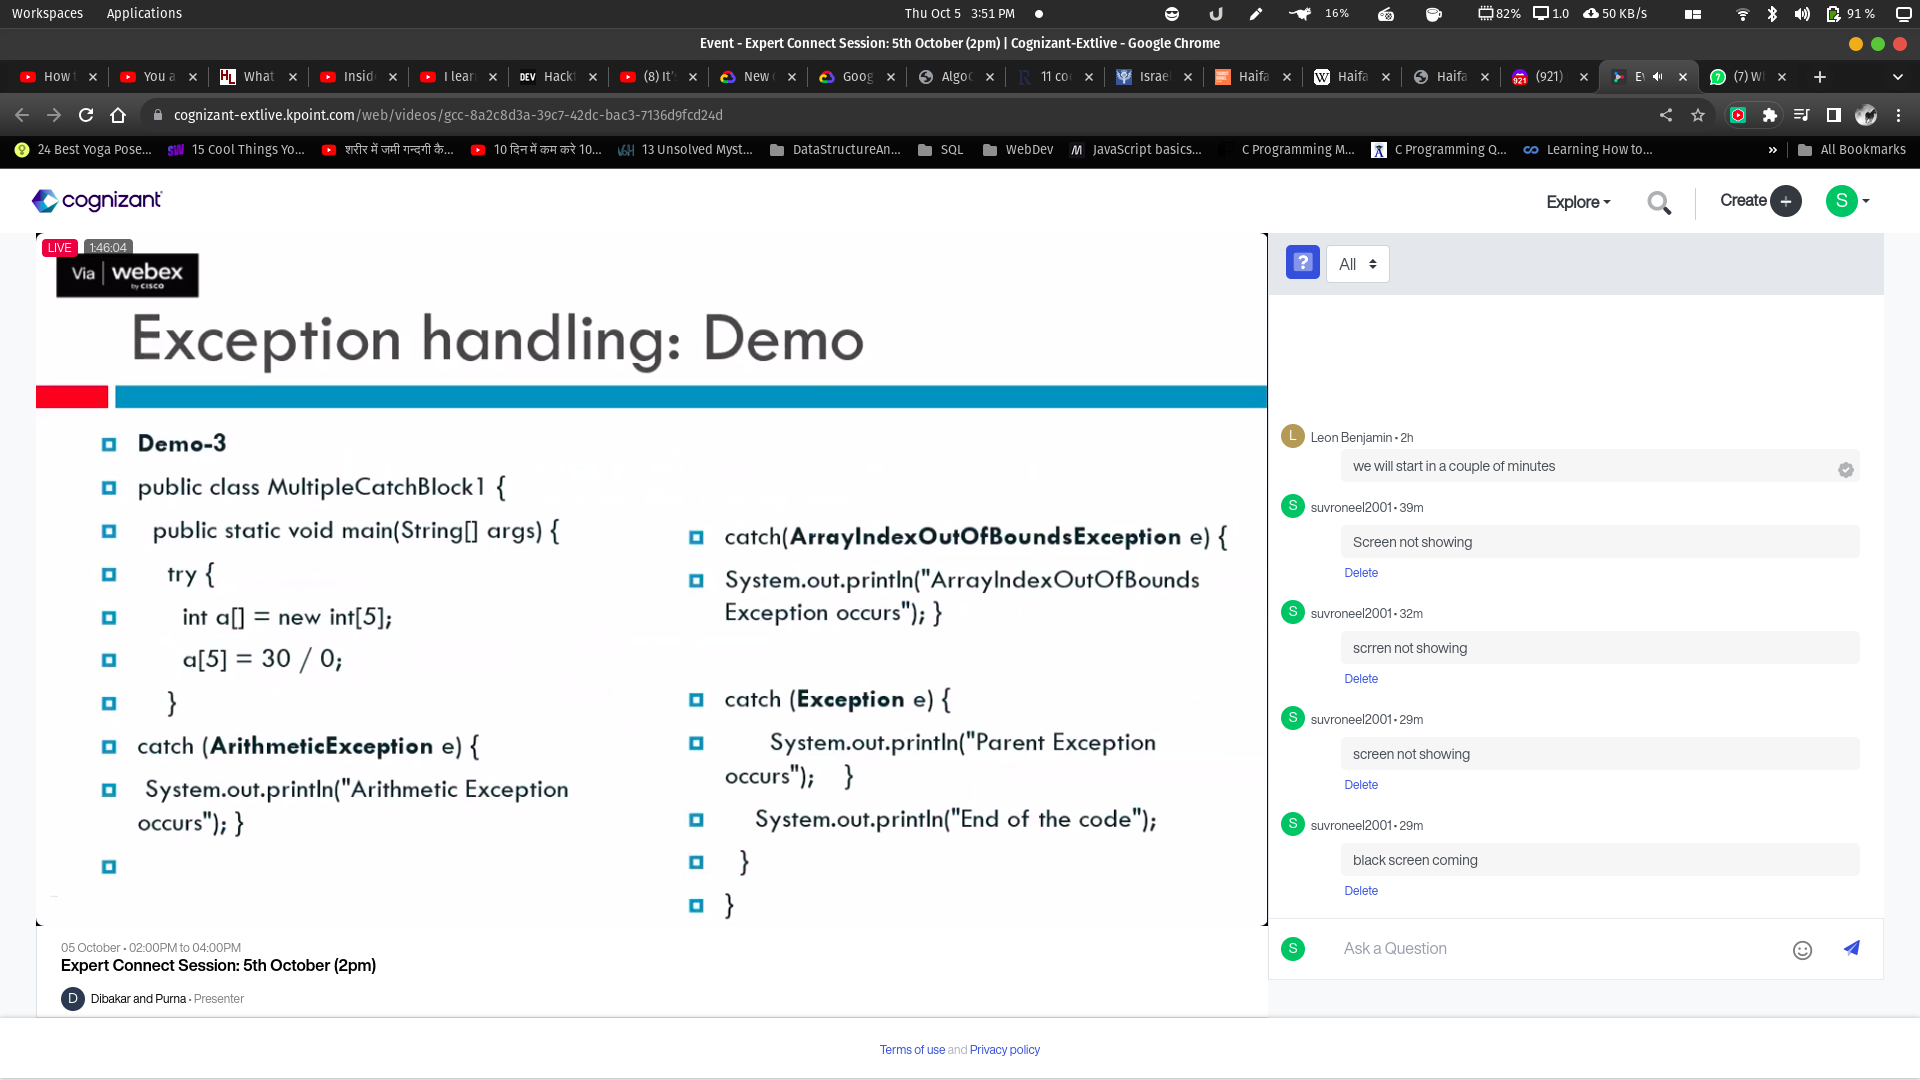 Workspaces Applications Thu Oct 5 3:51 PM 16% 82% 1.0 50 KB/s 91 %
Event - Expert Connect Session: 5th October (2pm) | Cognizant-Extlive - Google Chrome
How You a What Insid I lear DEV Hack (8) It' New Goog Algo 11 co Israe Haifa Haifa Haifa (921) (7) W
cognizant-extlive.kpoint.com/web/videos/gcc-8a2c8d3a-39c7-42dc-bac3-7136d9fcd24d
24 Best Yoga Pose... 15 Cool Things Yo... शरीर में जमी गन्दगी कै... 10 दिन में कम करे 10... 13 Unsolved Myst... DataStructureAn... SQL WebDev JavaScript basics... C Programming M... C Programming Q... Learning How to... » All Bookmarks
cognizant Explore Create S
LIVE 1:46:04
Via webex
by CISCO
Exception handling: Demo
Demo-3
public class MultipleCatchBlock1 {
public static void main(String[] args) {
try {
int a[] = new int[5];
a[5] = 30 / 0;
}
catch (ArithmeticException e) {
System.out.println("Arithmetic Exception
occurs"); }
catch(ArrayIndexOutOfBoundsException e) {
System.out.println("ArrayIndexOutOfBounds
Exception occurs"); }
catch (Exception e) {
System.out.println("Parent Exception
occurs"); }
System.out.println("End of the code");
}
}
05 October • 02:00PM to 04:00PM
Expert Connect Session: 5th October (2pm)
D Dibakar and Purna • Presenter
? All
L Leon Benjamin • 2h
we will start in a couple of minutes
S suvroneel2001 • 39m
Screen not showing
Delete
S suvroneel2001 • 32m
scrren not showing
Delete
S suvroneel2001 • 29m
screen not showing
Delete
S suvroneel2001 • 29m
black screen coming
Delete
S Ask a Question
Terms of use and Privacy policy